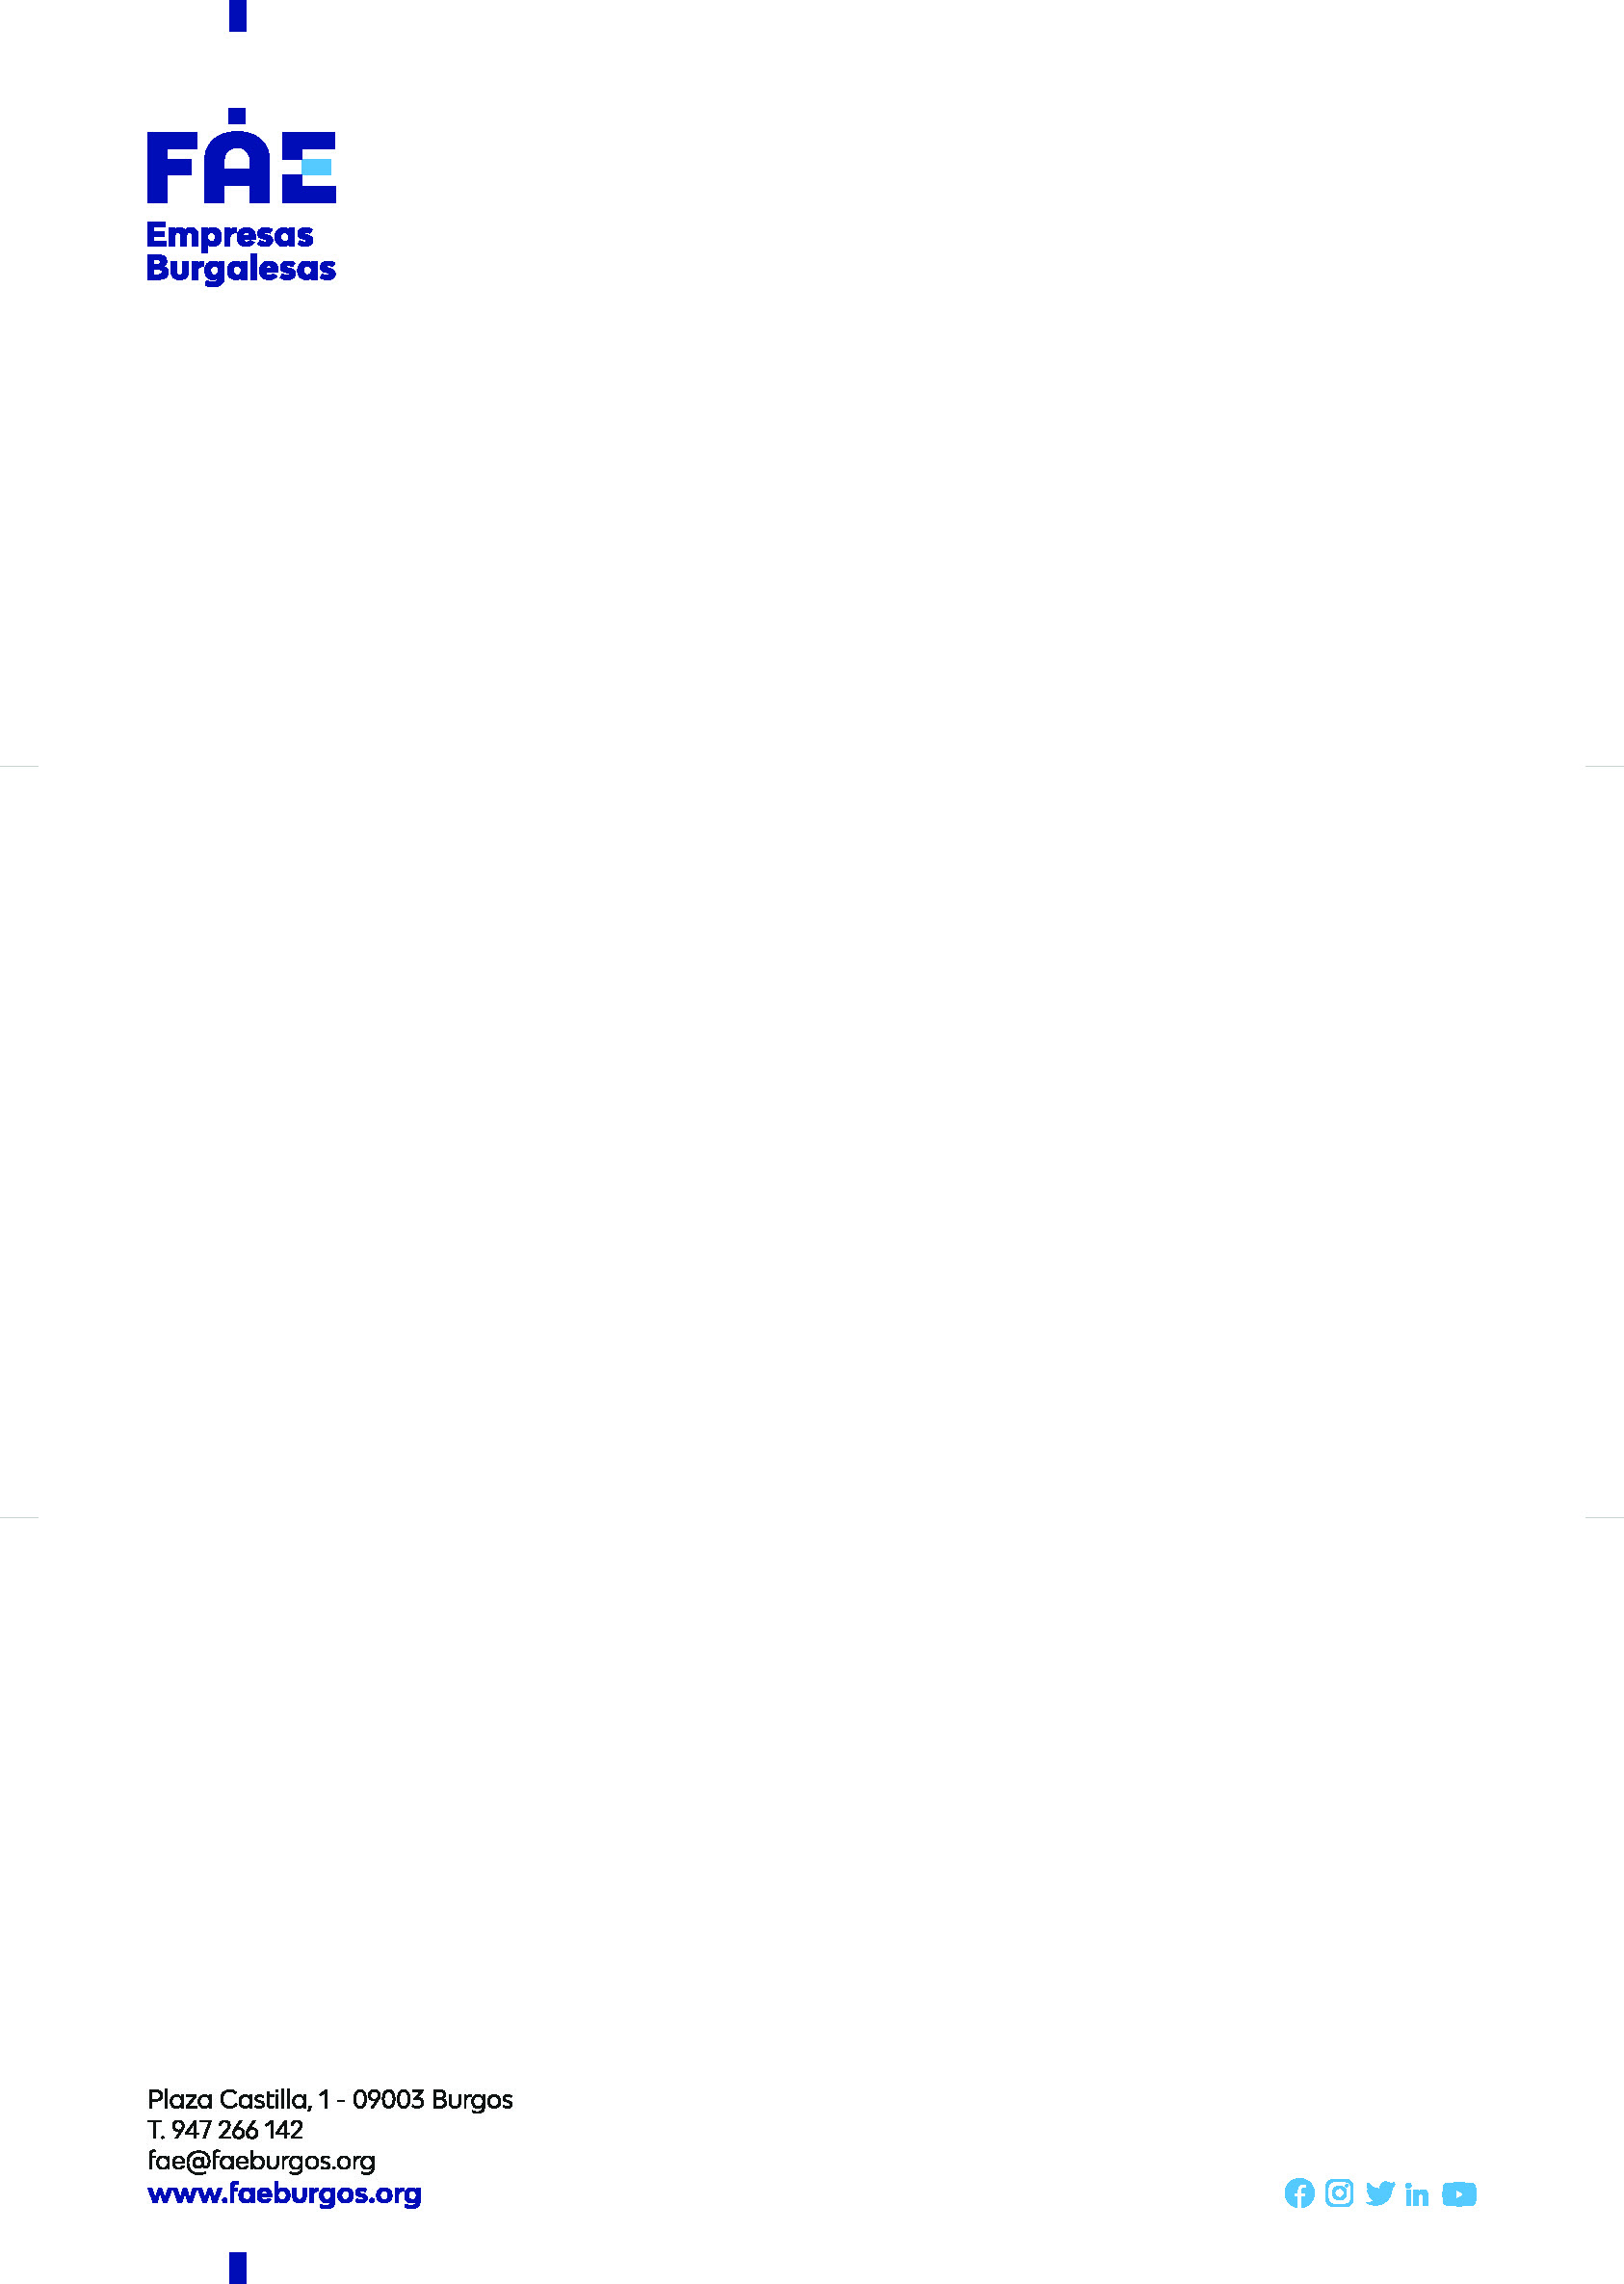 FAE
Empresas
Burgalesas
Plaza Castilla, 1 - 09003 Burgos
T. 947 266 142
fae@faeburgos.org
www.faeburgos.org